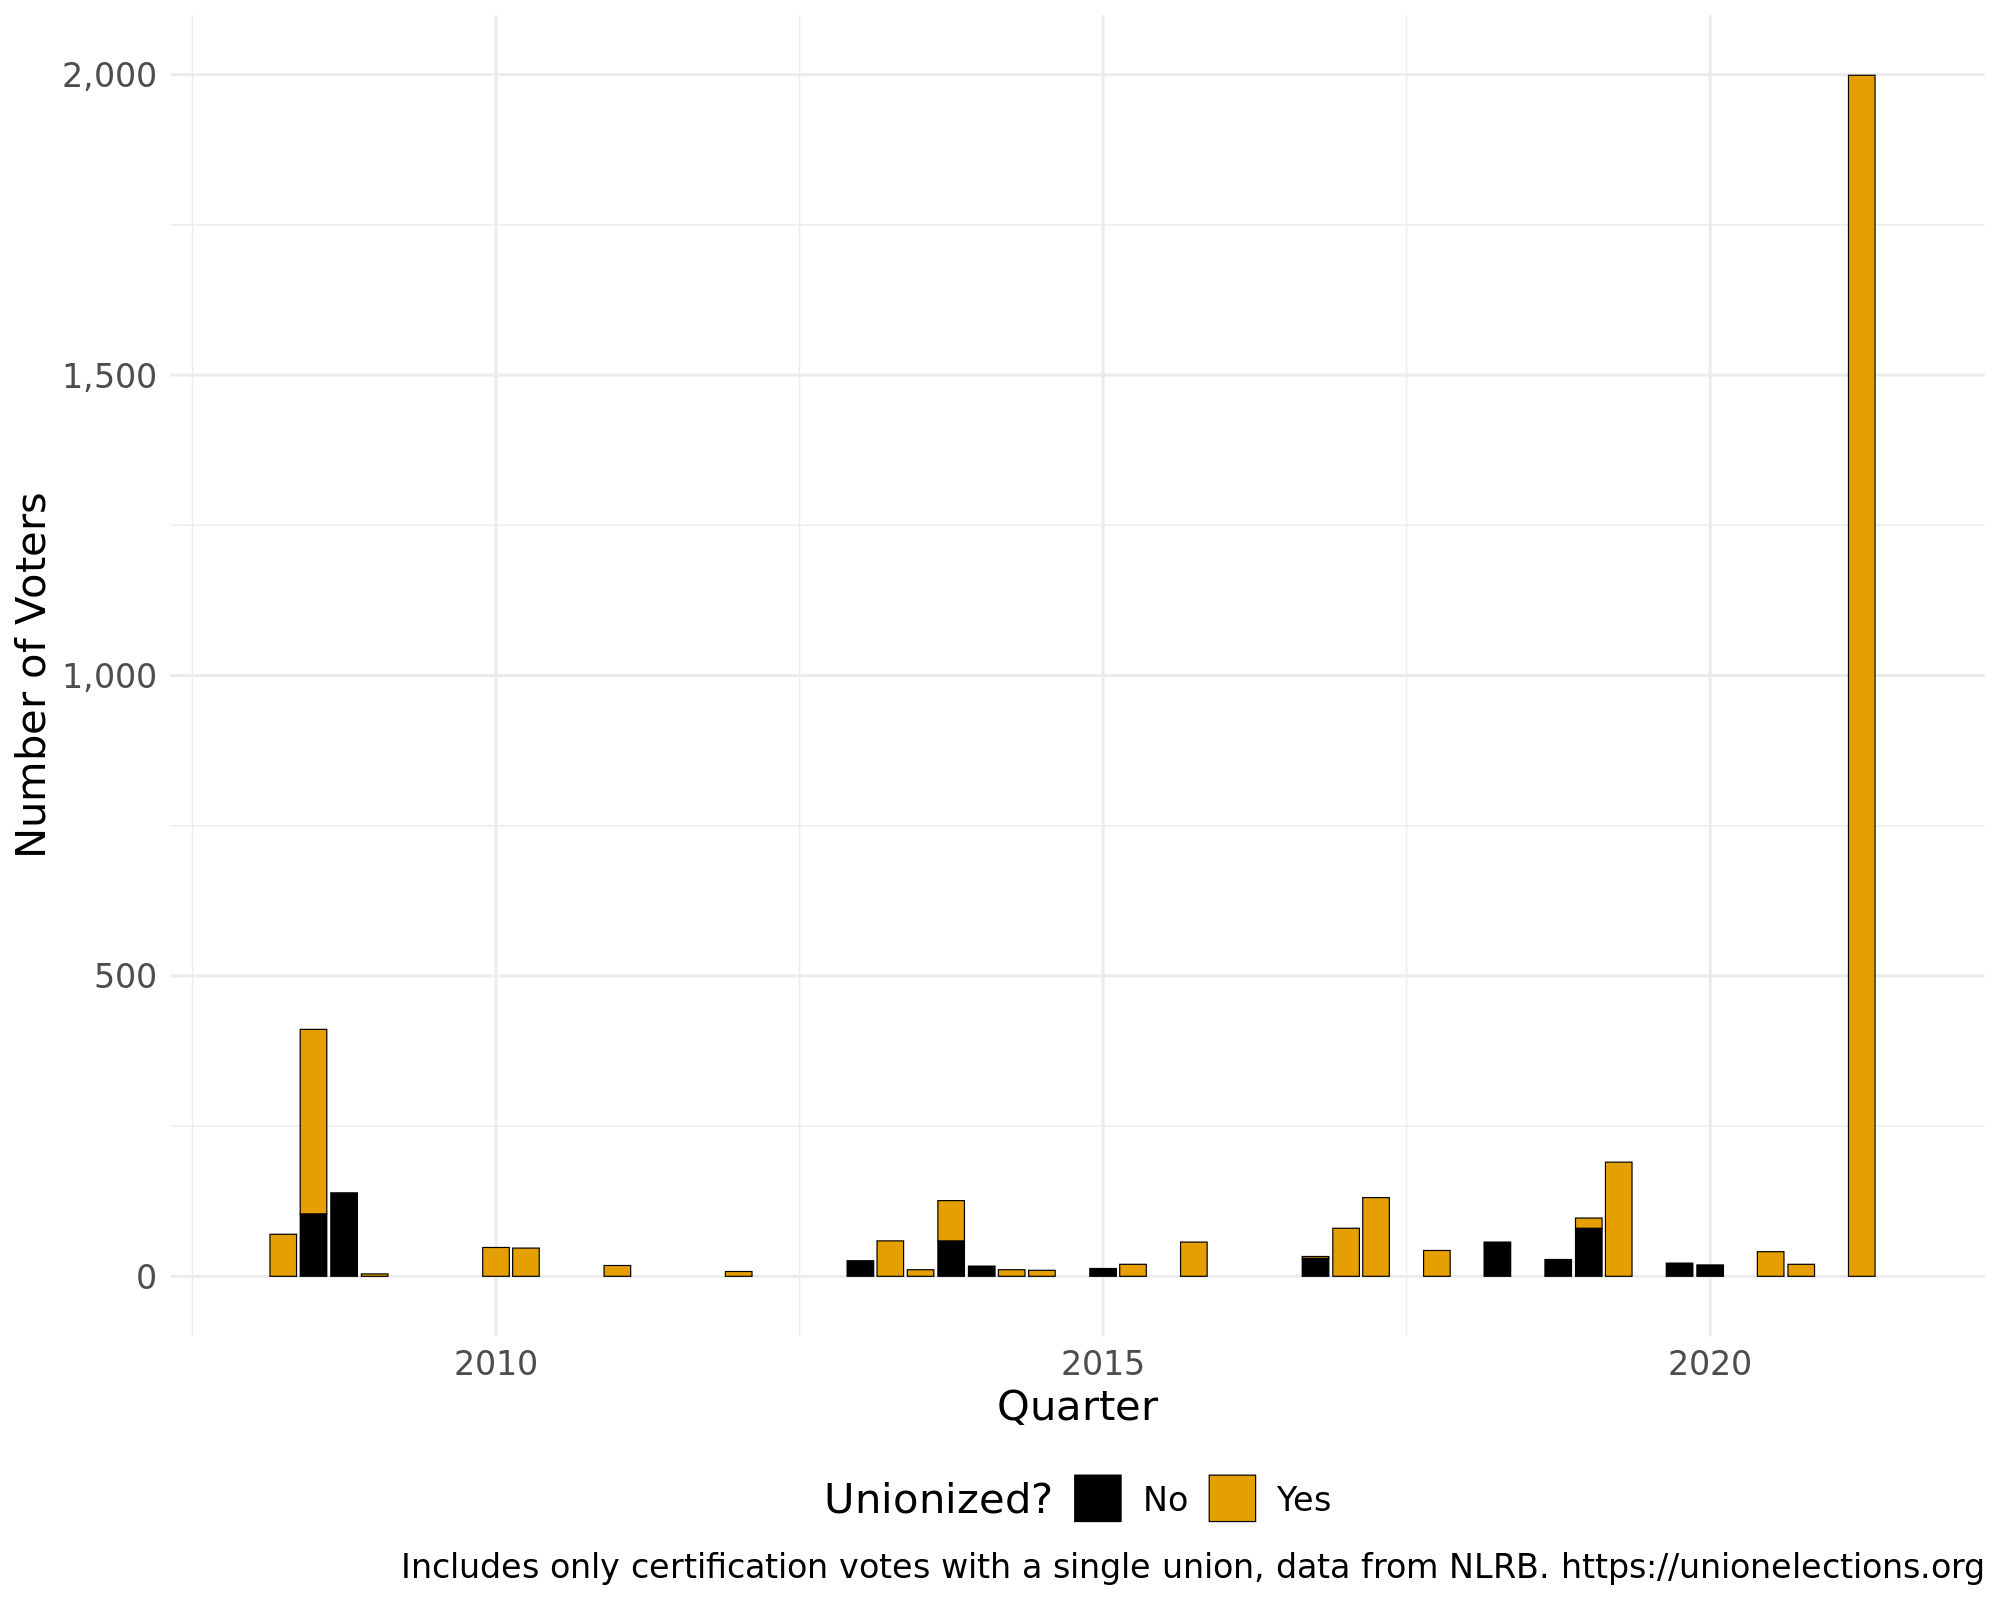 2,000
1,500
1,000
500
0
Number of Voters
2010 2015 2020
Quarter
Unionized? No Yes
Includes only certification votes with a single union, data from NLRB. https://unionelections.org